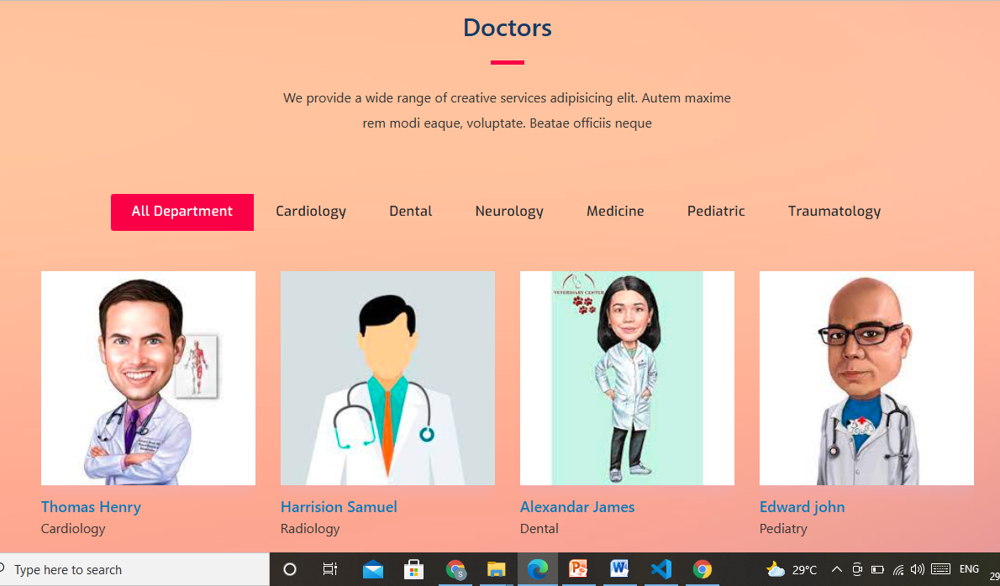 Doctors
We provide a wide range of creative services adipisicing elit. Autem maxime
rem modi eaque, voluptate. Beatae officiis neque
All Department Cardiology Dental Neurology Medicine Pediatric Traumatology
VETERINARY CENTER
Thomas Henry Harrision Samuel Alexandar James Edward john
Cardiology Radiology Dental Pediatry
Type here to search 29°C ENG
29